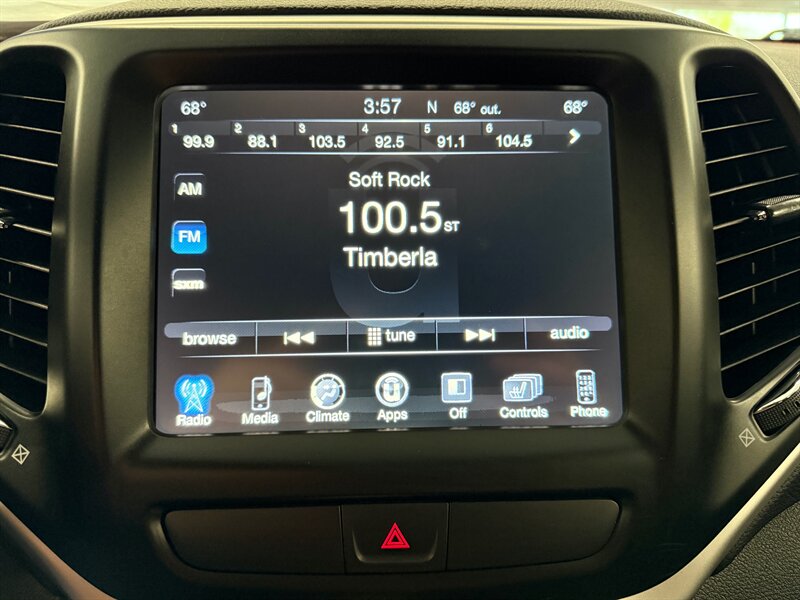 68° 3:57 N 68° out. 68°
1 99.9 2 88.1 3 103.5 4 92.5 5 91.1 6 104.5
AM
Soft Rock
100.5 ST
FM
Timberla
sxm
browse tune audio
Radio Media Climate Apps Off Controls Phone